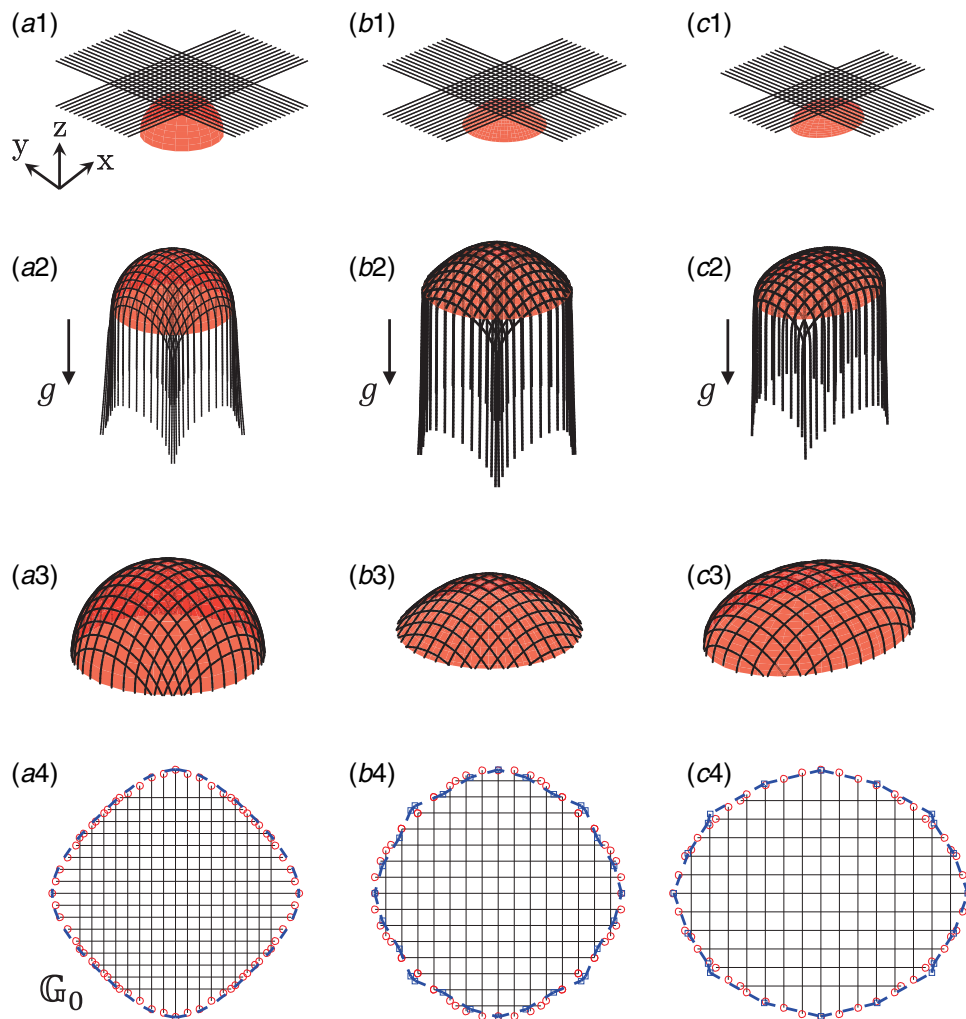 (a1) (b1) (c1)
z
y x
(a2) (b2) (c2)
g g g
(a3) (b3) (c3)
(a4) (b4) (c4)
𝔾₀